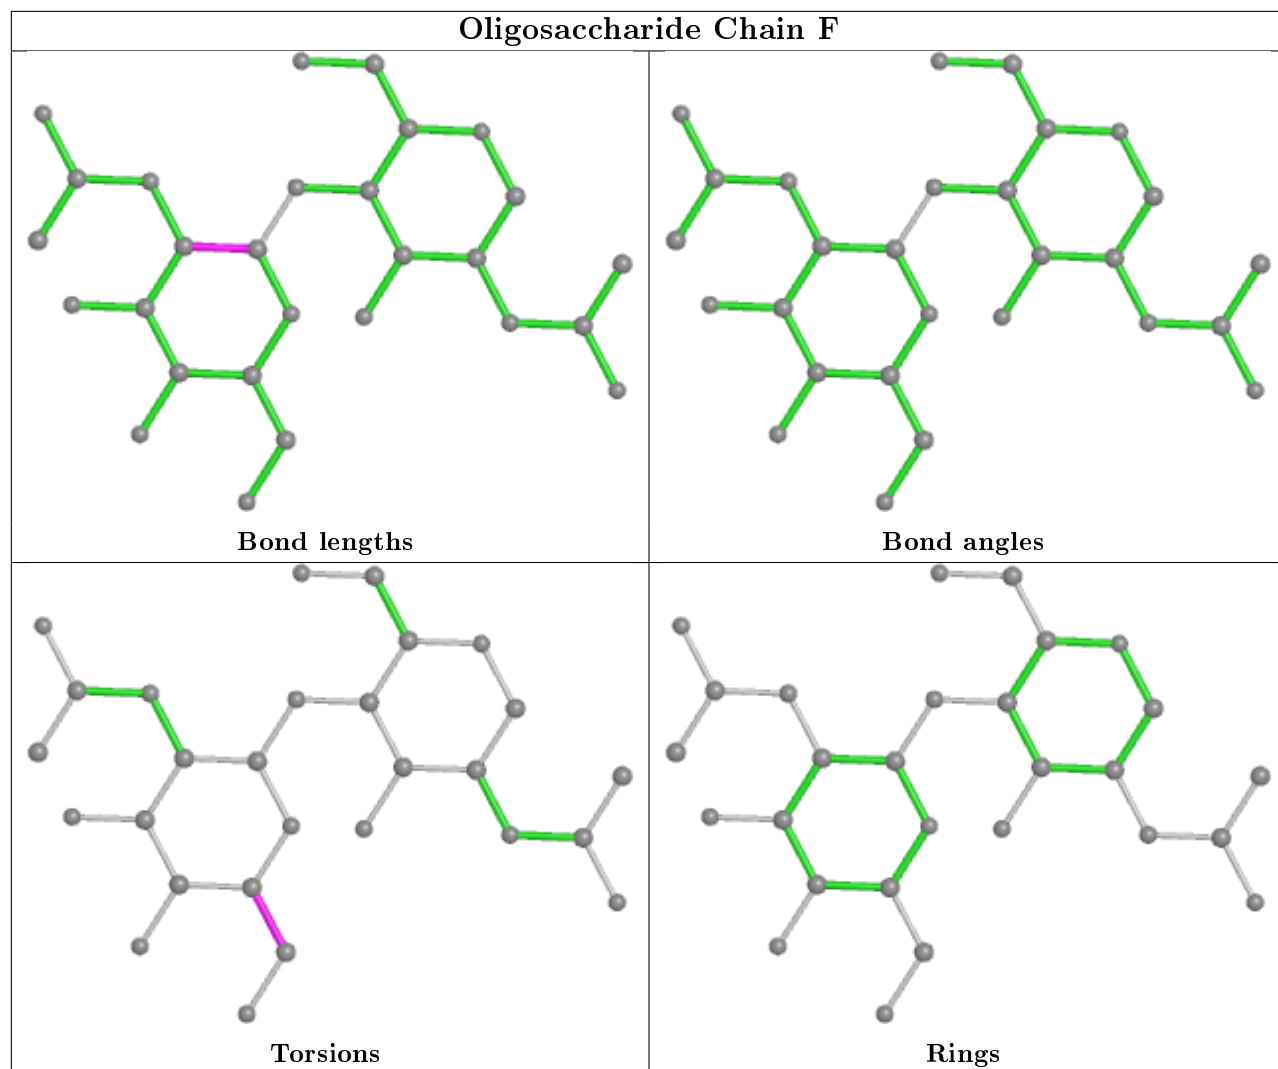 Oligosaccharide Chain F
Bond lengths
Bond angles
Torsions
Rings